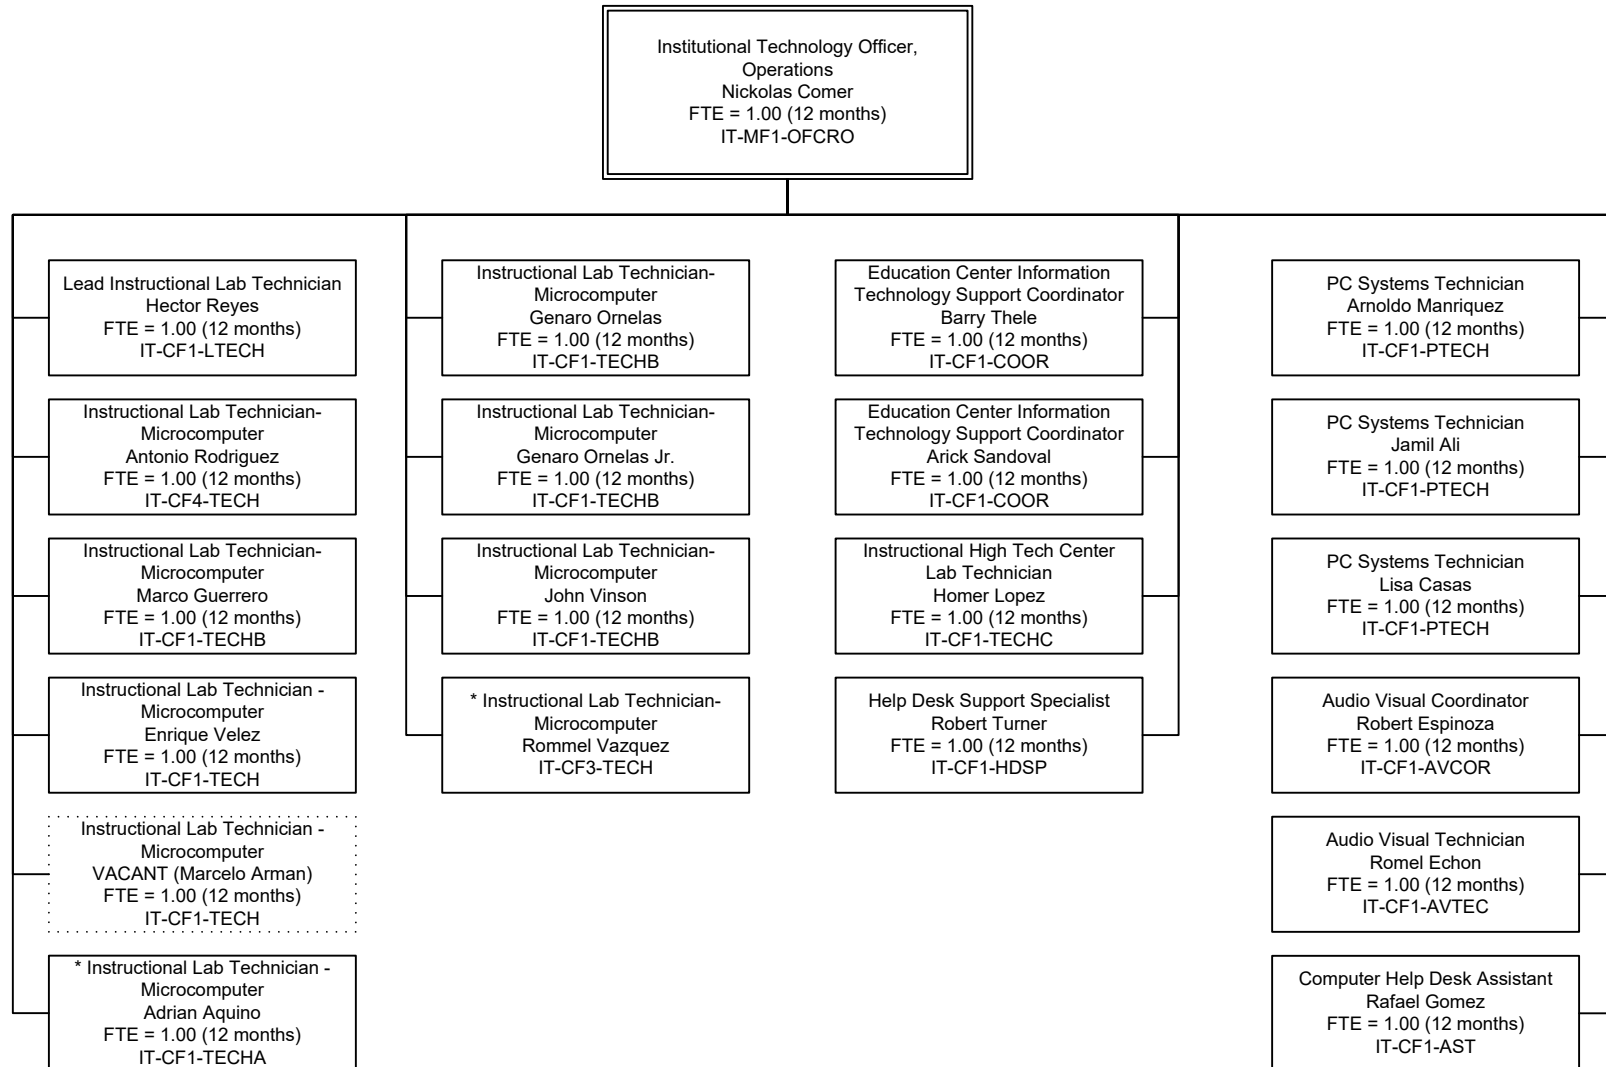 Institutional Technology Officer,
Operations
Nickolas Comer
FTE = 1.00 (12 months)
IT-MF1-OFCRO
Lead Instructional Lab Technician
Hector Reyes
FTE = 1.00 (12 months)
IT-CF1-LTECH
Instructional Lab Technician-
Microcomputer
Antonio Rodriguez
FTE = 1.00 (12 months)
IT-CF4-TECH
Instructional Lab Technician-
Microcomputer
Marco Guerrero
FTE = 1.00 (12 months)
IT-CF1-TECHB
Instructional Lab Technician -
Microcomputer
Enrique Velez
FTE = 1.00 (12 months)
IT-CF1-TECH
Instructional Lab Technician -
Microcomputer
VACANT (Marcelo Arman)
FTE = 1.00 (12 months)
IT-CF1-TECH
* Instructional Lab Technician -
Microcomputer
Adrian Aquino
FTE = 1.00 (12 months)
IT-CF1-TECHA
Instructional Lab Technician-
Microcomputer
Genaro Ornelas
FTE = 1.00 (12 months)
IT-CF1-TECHB
Instructional Lab Technician-
Microcomputer
Genaro Ornelas Jr.
FTE = 1.00 (12 months)
IT-CF1-TECHB
Instructional Lab Technician-
Microcomputer
John Vinson
FTE = 1.00 (12 months)
IT-CF1-TECHB
* Instructional Lab Technician-
Microcomputer
Rommel Vazquez
IT-CF3-TECH
Education Center Information
Technology Support Coordinator
Barry Thele
FTE = 1.00 (12 months)
IT-CF1-COOR
Education Center Information
Technology Support Coordinator
Arick Sandoval
FTE = 1.00 (12 months)
IT-CF1-COOR
Instructional High Tech Center
Lab Technician
Homer Lopez
FTE = 1.00 (12 months)
IT-CF1-TECHC
Help Desk Support Specialist
Robert Turner
FTE = 1.00 (12 months)
IT-CF1-HDSP
PC Systems Technician
Arnoldo Manriquez
FTE = 1.00 (12 months)
IT-CF1-PTECH
PC Systems Technician
Jamil Ali
FTE = 1.00 (12 months)
IT-CF1-PTECH
PC Systems Technician
Lisa Casas
FTE = 1.00 (12 months)
IT-CF1-PTECH
Audio Visual Coordinator
Robert Espinoza
FTE = 1.00 (12 months)
IT-CF1-AVCOR
Audio Visual Technician
Romel Echon
FTE = 1.00 (12 months)
IT-CF1-AVTEC
Computer Help Desk Assistant
Rafael Gomez
FTE = 1.00 (12 months)
IT-CF1-AST